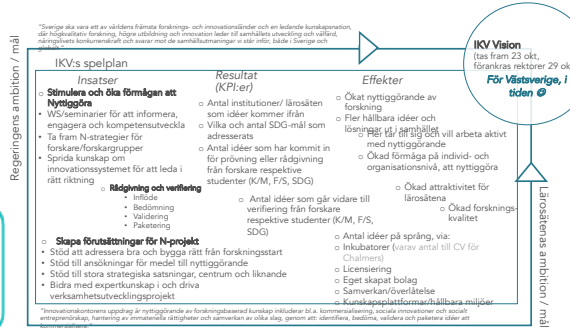 "Sverige ska vara ett av världens främsta forsknings- och innovationsländer och en ledande kunskapsnation,
där högkvalitativ forskning, högre utbildning och innovation leder till samhällets utveckling och välfärd,
näringslivets konkurrenskraft och svarar mot de samhällsutmaningar vi står inför, både i Sverige och
globalt."
Regeringens ambition / mål
IKV:s spelplan
IKV Vision
(tas fram 23 okt,
förankras rektorer 29 ok
För Västsverige, i
tiden ☺
Insatser
○ Stimulera och öka förmågan att
Nyttiggöra
• WS/seminarier för att informera,
engagera och kompetensutveckla
• Ta fram N-strategier för
forskare/forskargrupper
• Sprida kunskap om
innovationssystemet för att leda i
rätt riktning
○ Rådgivning och verifiering
• Inflöde
• Bedömning
• Validering
• Paketering
○ Skapa förutsättningar för N-projekt
• Stöd att adressera bra och bygga rätt från forskningsstart
• Stöd till ansökningar för medel till nyttiggörande
• Stöd till stora strategiska satsningar, centrum och liknande
• Bidra med expertkunskap i och driva
verksamhetsutvecklingsprojekt
Resultat
(KPI:er)
○ Antal institutioner/ lärosäten
som idéer kommer ifrån
○ Vilka och antal SDG-mål som
adresserats
○ Antal idéer som har kommit in
för prövning eller rådgivning
från forskare respektive
studenter (K/M, F/S, SDG)
○ Antal idéer som går vidare till
verifiering från forskare
respektive studenter (K/M, F/S,
SDG)
Effekter
○ Ökat nyttiggörande av
forskning
○ Fler hållbara idéer och
lösningar ut i samhället
○ Fler tar till sig och vill arbeta aktivt
med nyttiggörande
○ Ökad förmåga på individ- och
organisationsnivå, att nyttiggöra
○ Ökad attraktivitet för
lärosätena
○ Ökad forsknings-
kvalitet
○ Antal idéer på språng, via:
○ Inkubatorer (varav antal till CV för
Chalmers)
○ Licensiering
○ Eget skapat bolag
○ Samverkan/överlåtelse
○ Kunskapsplattformar/hållbara miljöer
Lärosätenas ambition / mål
"Innovationskontorens uppdrag är nyttiggörande av forskningsbaserad kunskap inkluderar bl.a. kommersialisering, sociala innovationer och socialt
entreprenörskap, hantering av immateriella rättigheter och samverkan av olika slag, genom att: identifiera, bedöma, validera och paketera idéer att
kommersialisera."